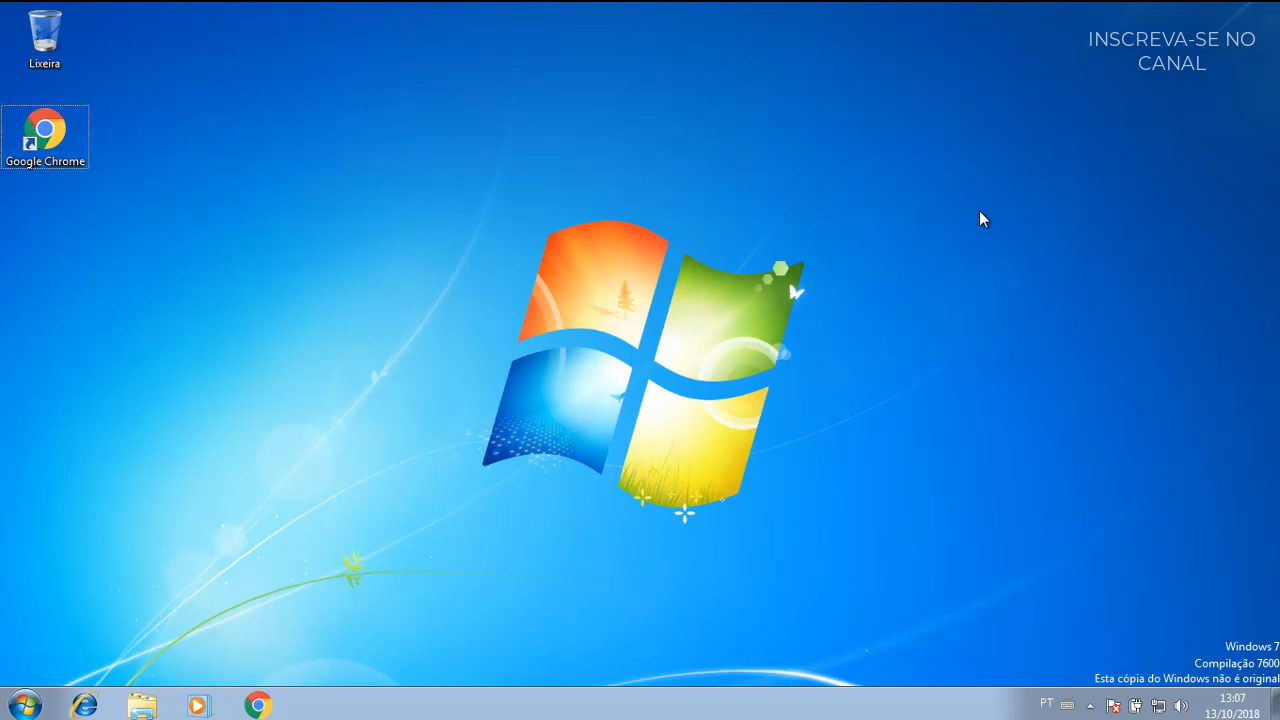 INSCREVA-SE NO
CANAL
Lixeira
Google Chrome
Windows 7
Compilação 7600
Esta cópia do Windows não é original
PT
13:07
13/10/2018